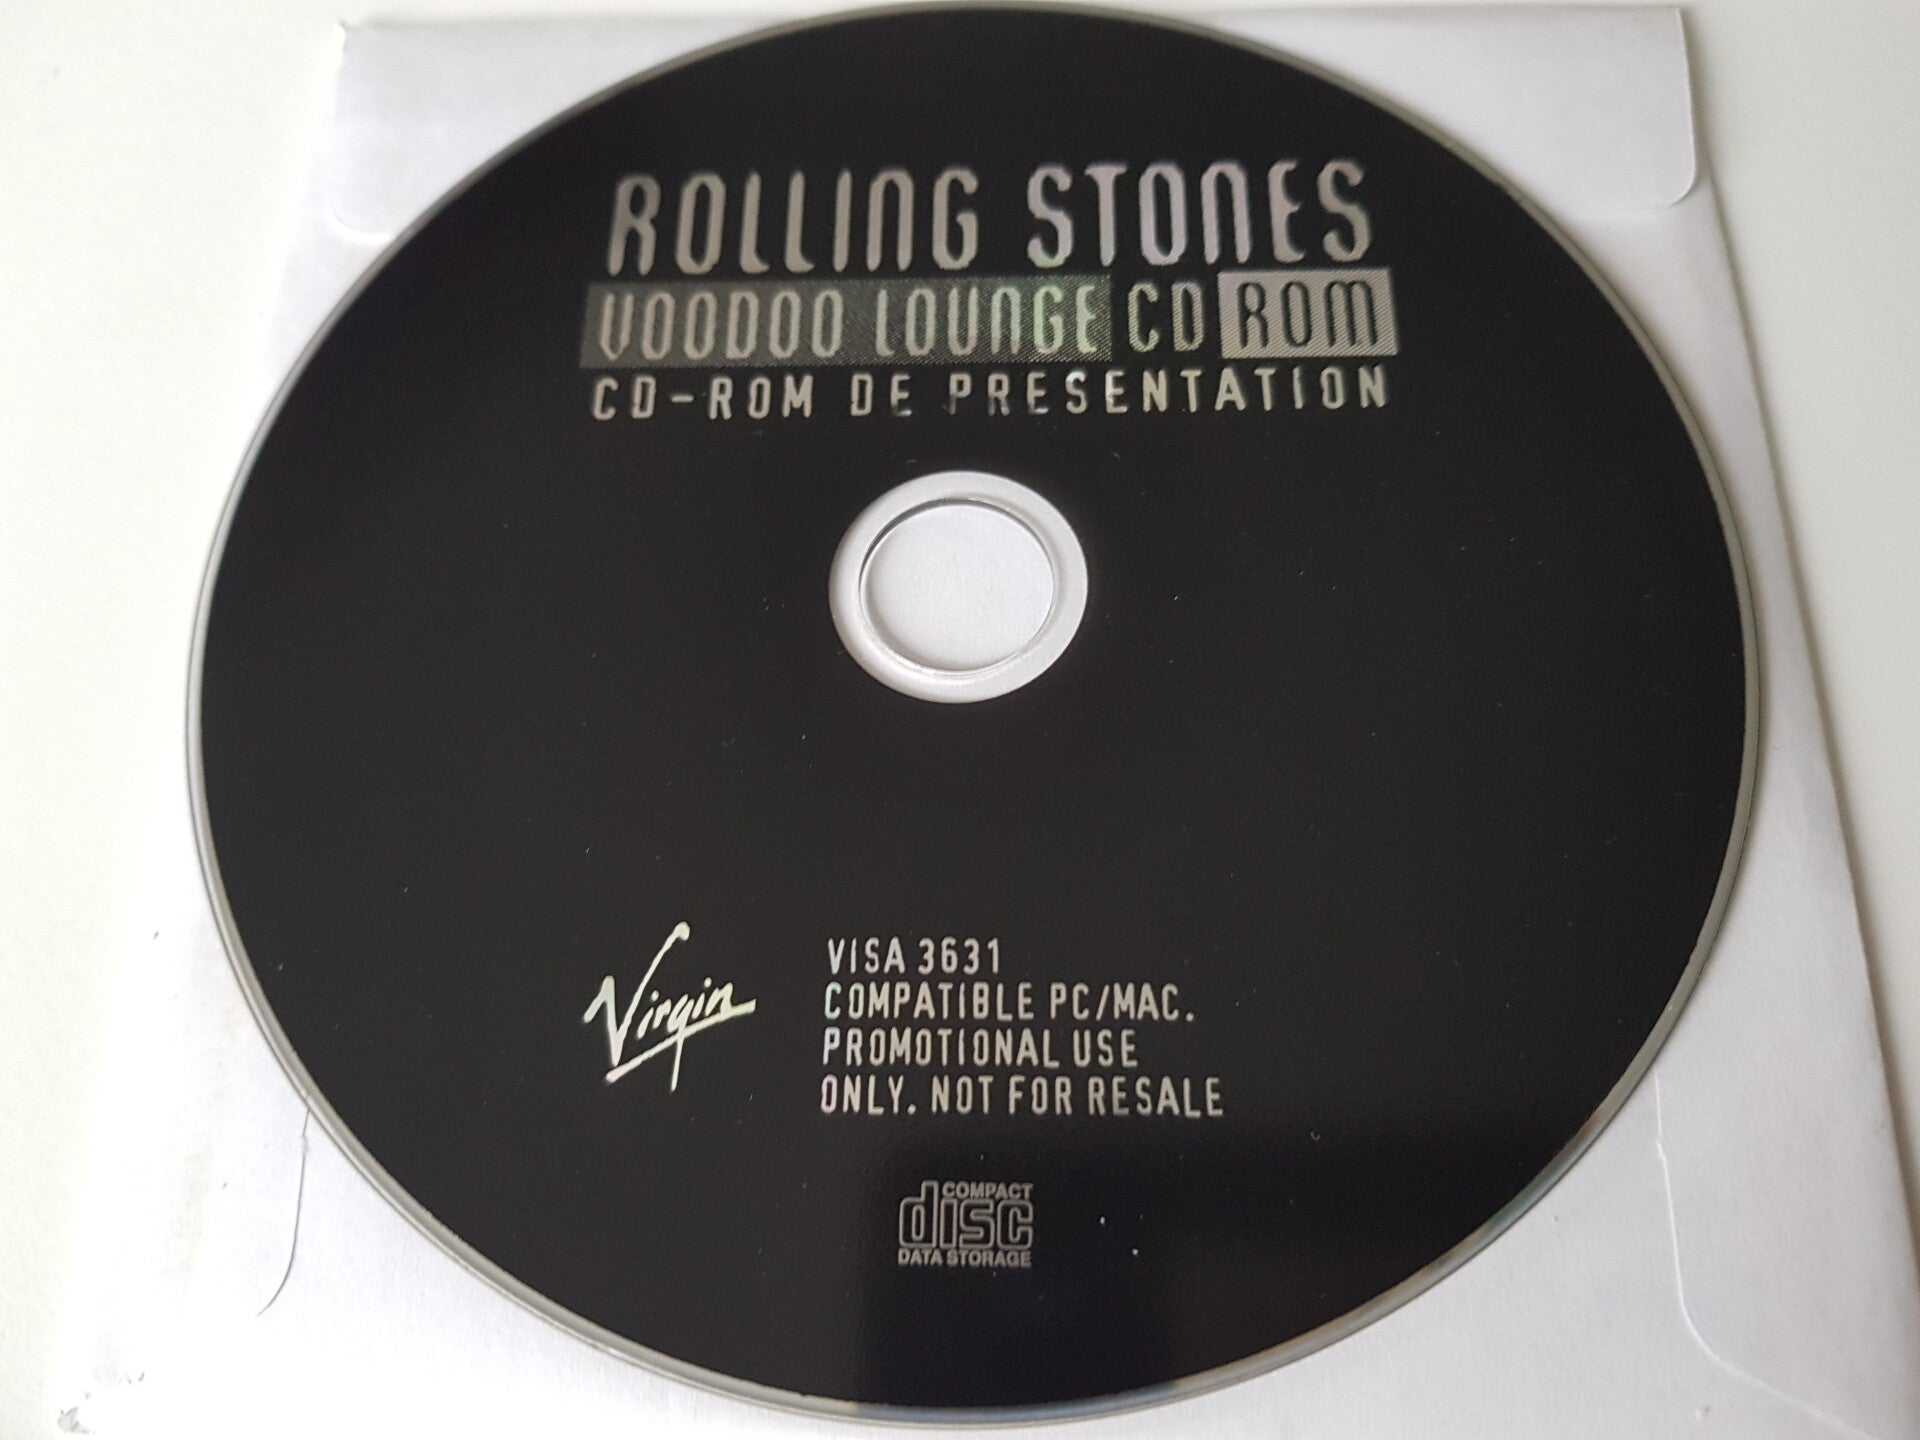 ROLLING STONES
VOODOO LOUNGE CD ROM
CD-ROM DE PRESENTATION
Virgin
VISA 3631
COMPATIBLE PC/MAC.
PROMOTIONAL USE
ONLY. NOT FOR RESALE
COMPACT
disc
DATA STORAGE